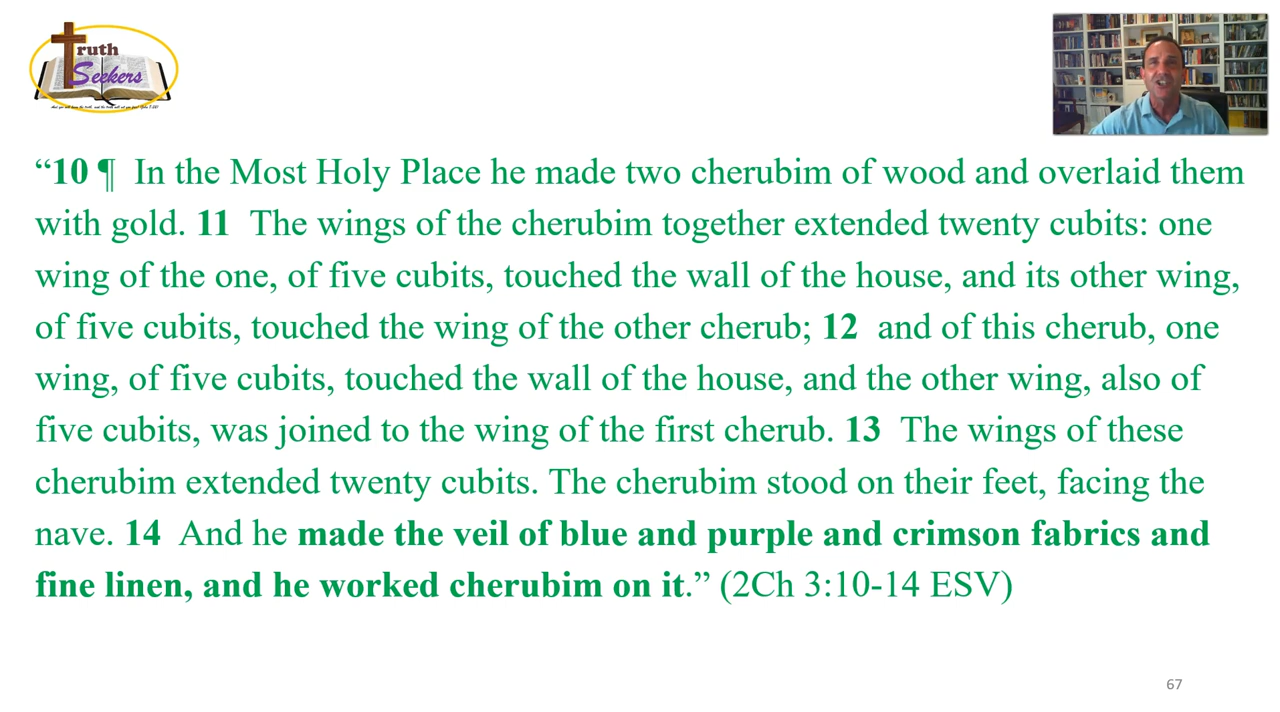 Truth
Seekers
“10 ¶  In the Most Holy Place he made two cherubim of wood and overlaid them
with gold. 11  The wings of the cherubim together extended twenty cubits: one
wing of the one, of five cubits, touched the wall of the house, and its other wing,
of five cubits, touched the wing of the other cherub; 12  and of this cherub, one
wing, of five cubits, touched the wall of the house, and the other wing, also of
five cubits, was joined to the wing of the first cherub. 13  The wings of these
cherubim extended twenty cubits. The cherubim stood on their feet, facing the
nave. 14  And he made the veil of blue and purple and crimson fabrics and
fine linen, and he worked cherubim on it.” (2Ch 3:10-14 ESV)
67